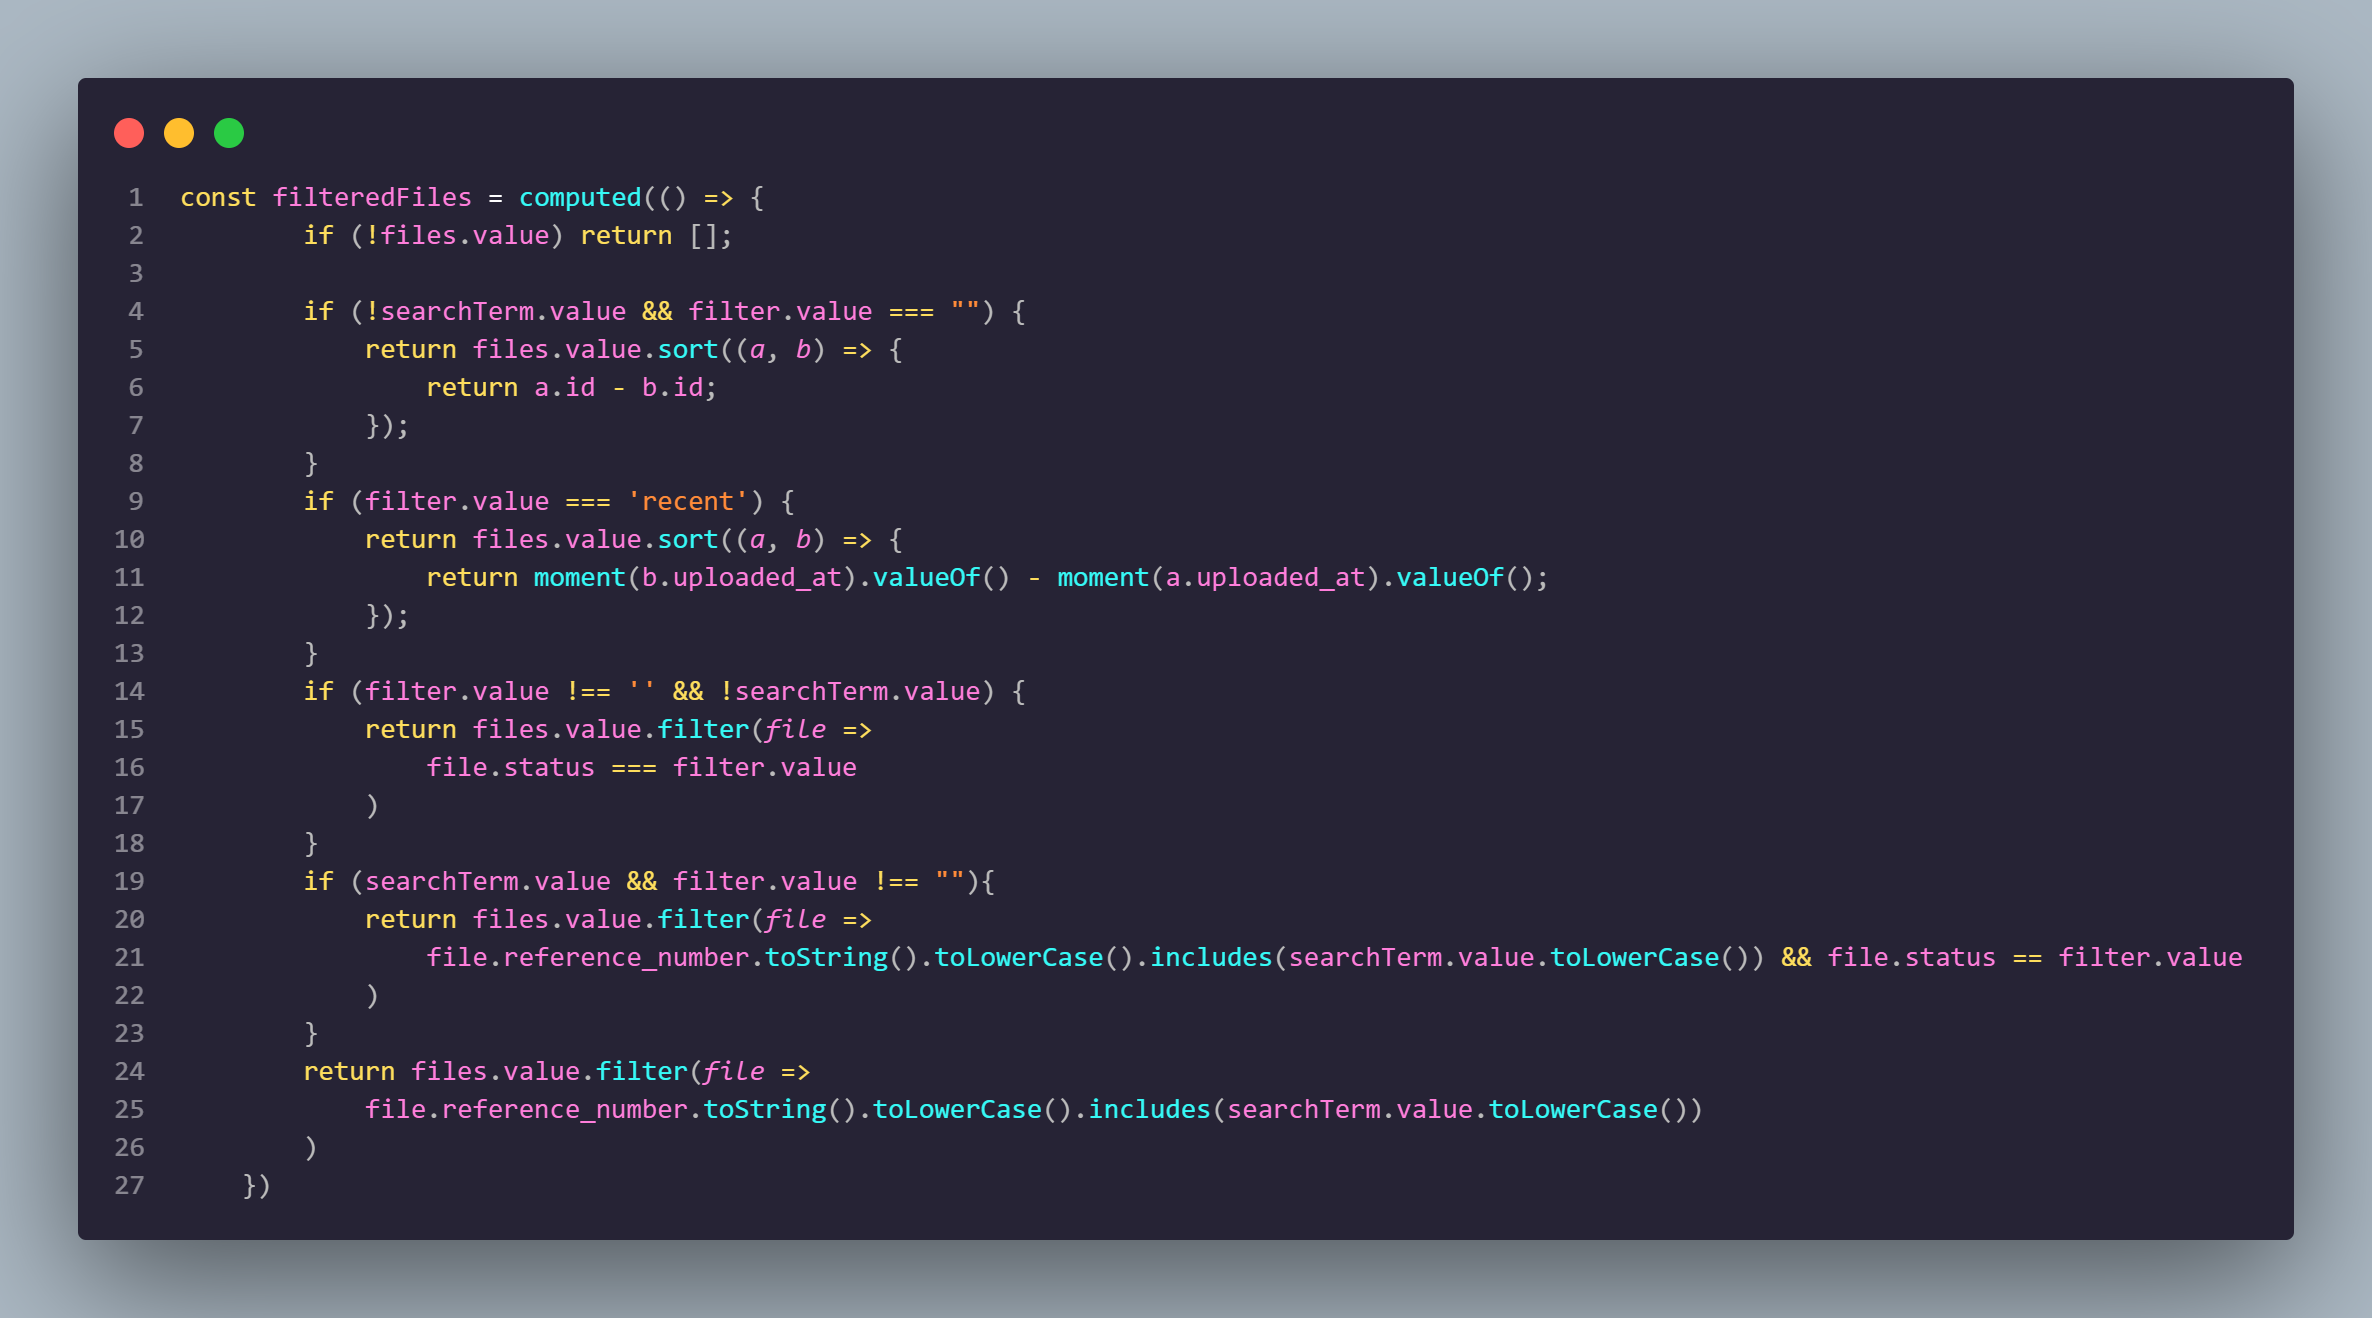 1 const filteredFiles = computed(() => {
2         if (!files.value) return [];
3
4         if (!searchTerm.value && filter.value === "") {
5             return files.value.sort((a, b) => {
6                 return a.id - b.id;
7             });
8         }
9         if (filter.value === 'recent') {
10             return files.value.sort((a, b) => {
11                 return moment(b.uploaded_at).valueOf() - moment(a.uploaded_at).valueOf();
12             });
13         }
14         if (filter.value !== '' && !searchTerm.value) {
15             return files.value.filter(file =>
16                 file.status === filter.value
17             )
18         }
19         if (searchTerm.value && filter.value !== ""){
20             return files.value.filter(file =>
21                 file.reference_number.toString().toLowerCase().includes(searchTerm.value.toLowerCase()) && file.status == filter.value
22             )
23         }
24         return files.value.filter(file =>
25             file.reference_number.toString().toLowerCase().includes(searchTerm.value.toLowerCase())
26         )
27     })